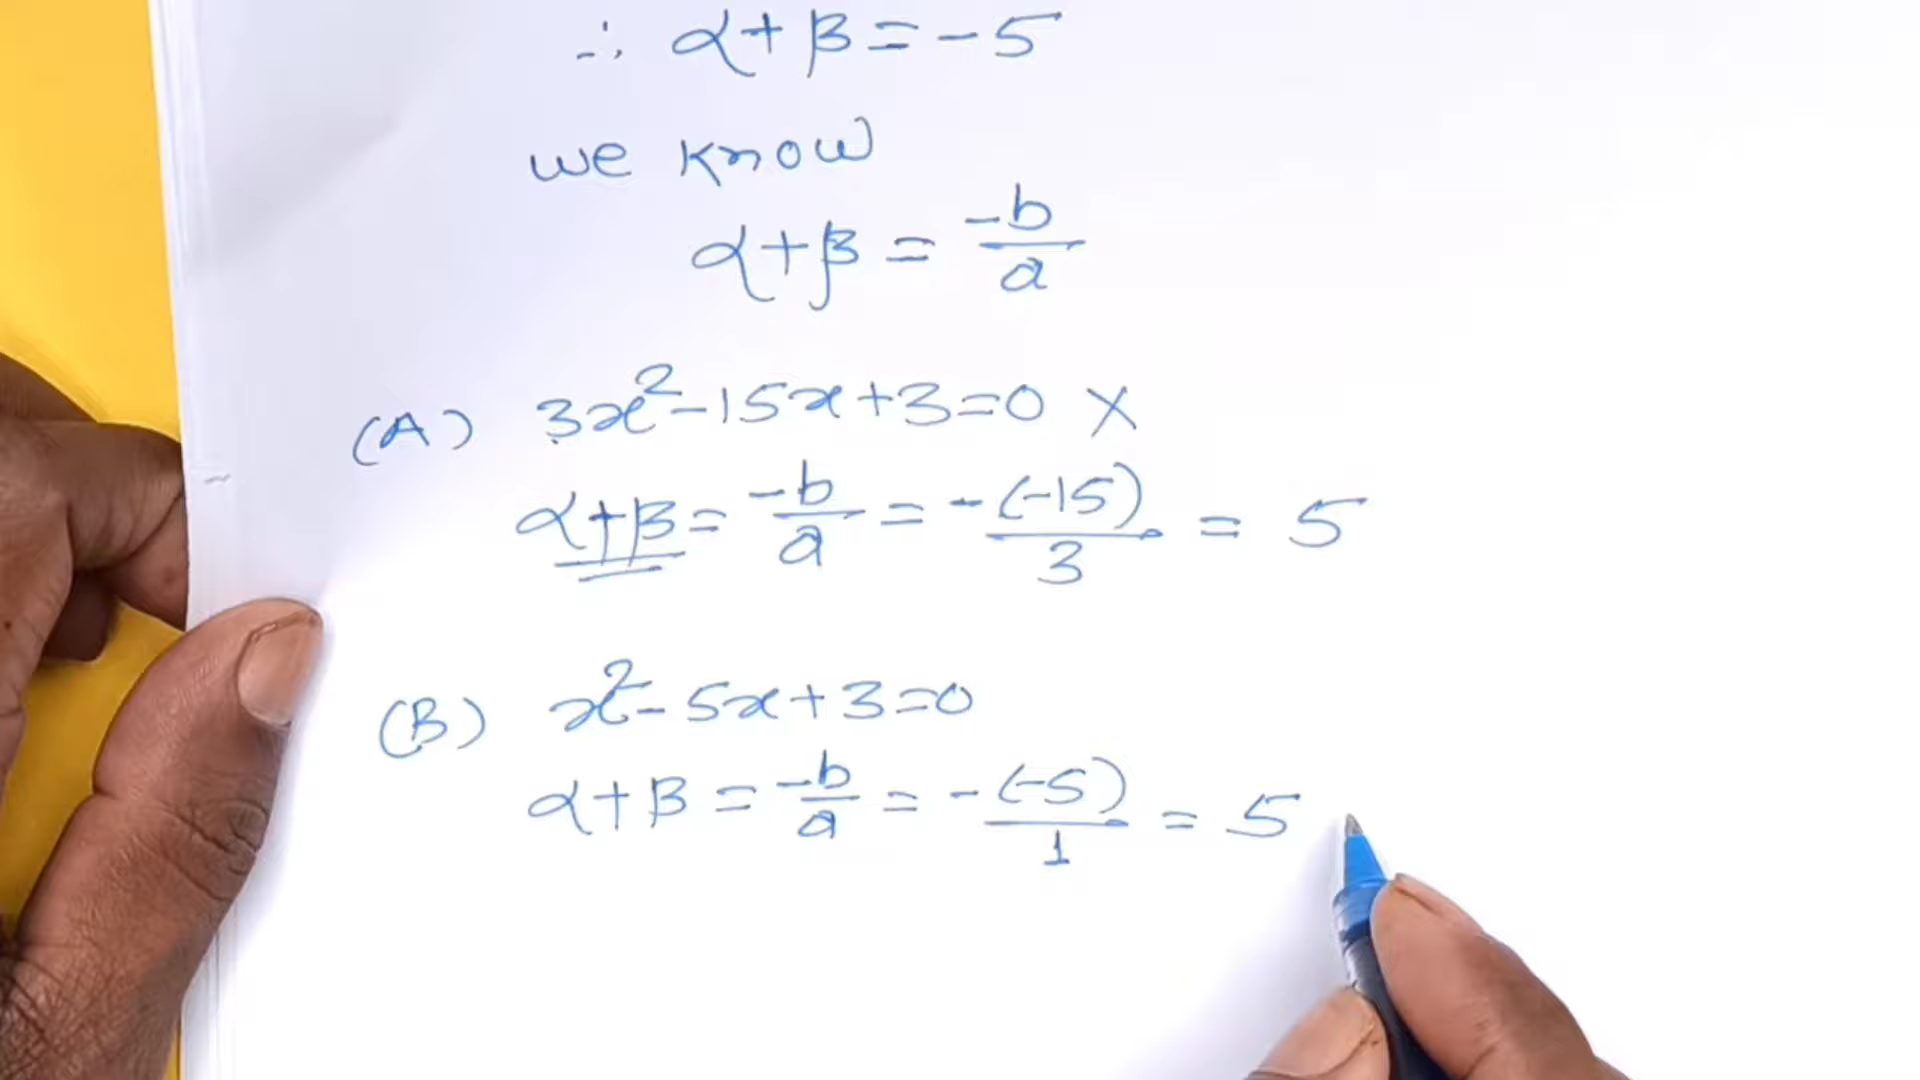 ∴ α+β=-5
we know
α+β = -b/a
(A) 3x²-15x+3=0 X
α+β = -b/a = -(-15)/3 = 5
(B) x²-5x+3=0
α+β = -b/a = -(-5)/1 = 5